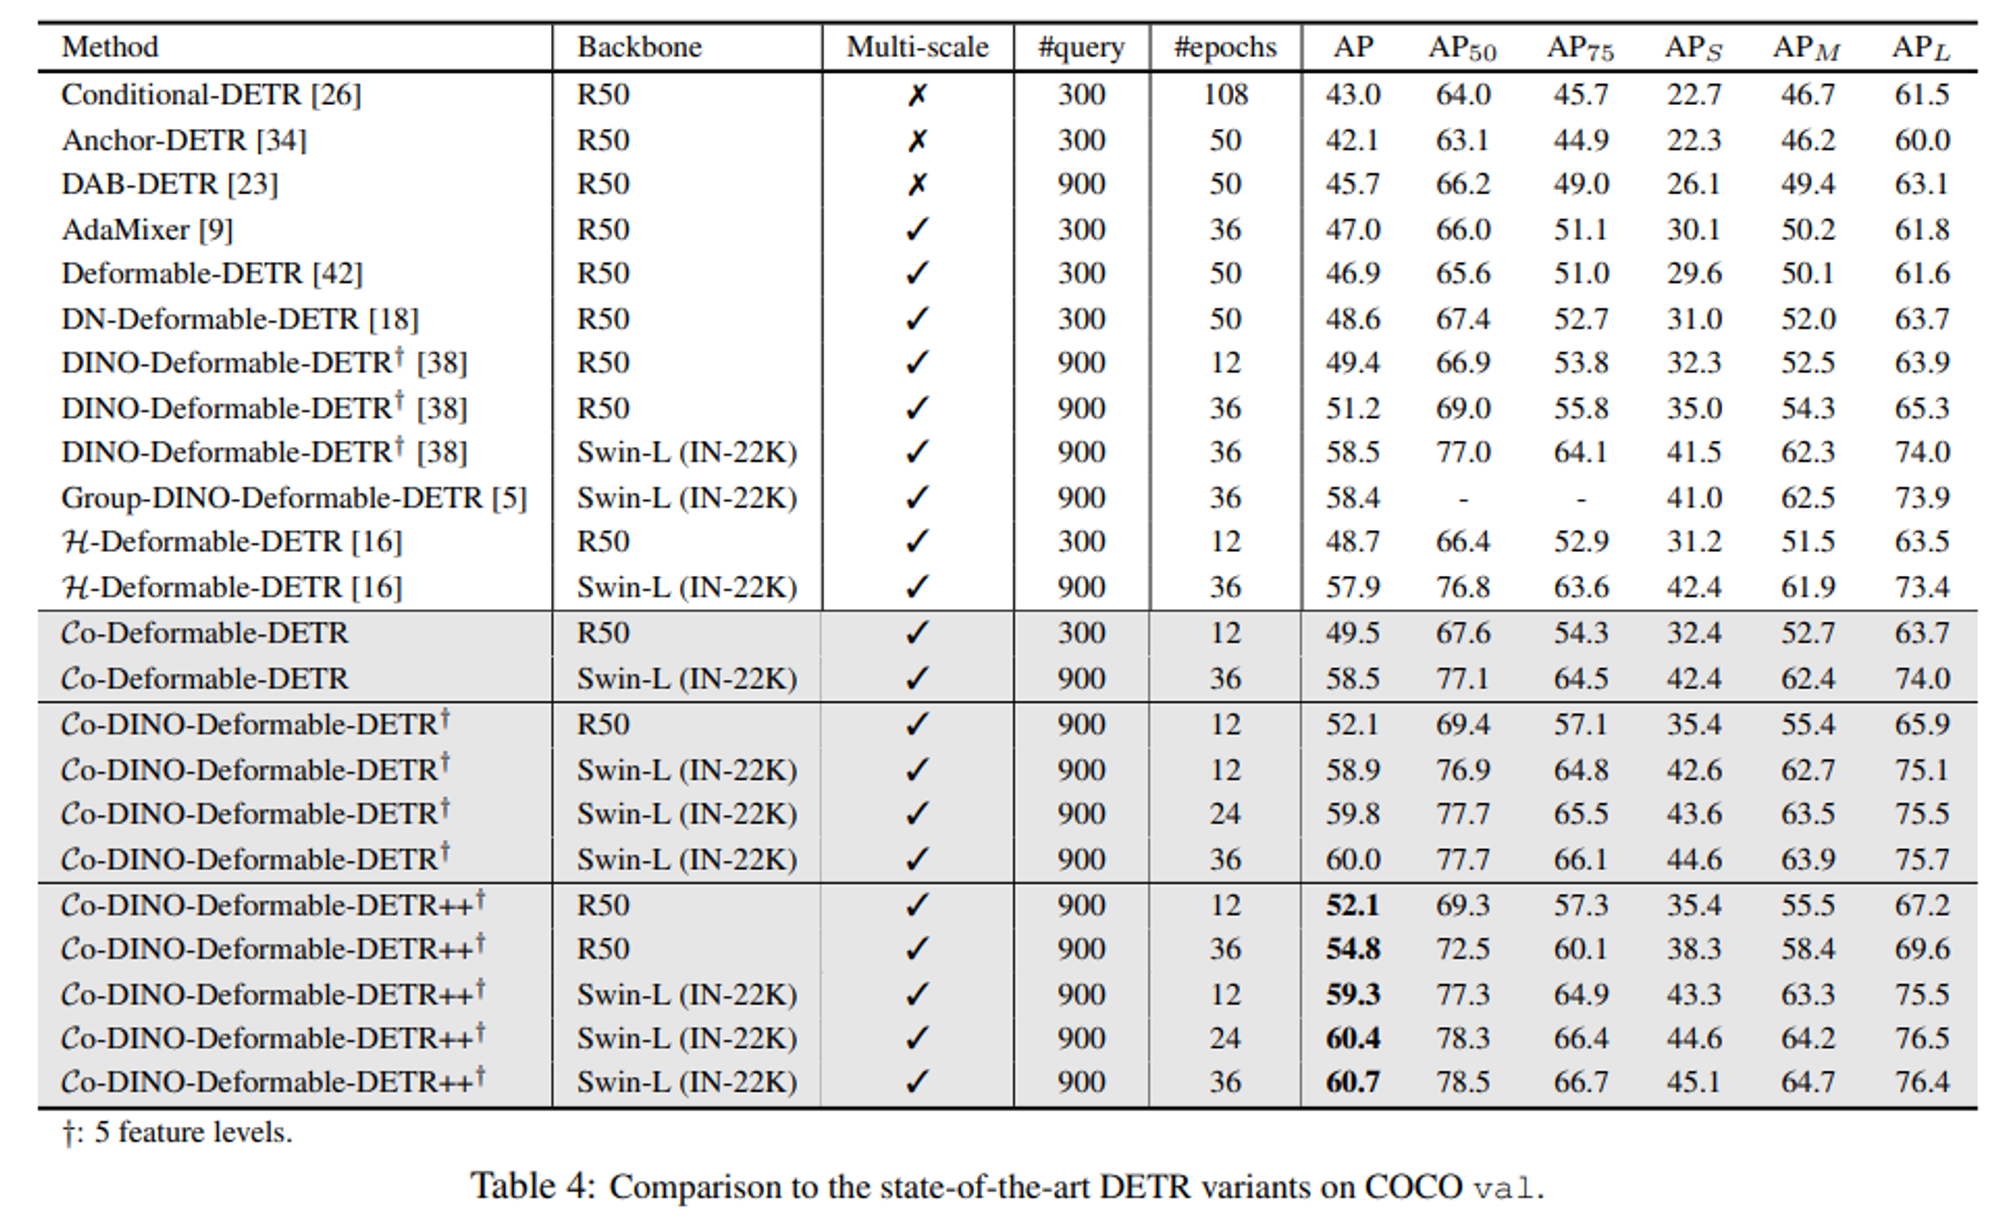 Method Backbone Multi-scale #query #epochs AP AP50 AP75 APS APM APL
Conditional-DETR [26] R50 ✗ 300 108 43.0 64.0 45.7 22.7 46.7 61.5
Anchor-DETR [34] R50 ✗ 300 50 42.1 63.1 44.9 22.3 46.2 60.0
DAB-DETR [23] R50 ✗ 900 50 45.7 66.2 49.0 26.1 49.4 63.1
AdaMixer [9] R50 ✓ 300 36 47.0 66.0 51.1 30.1 50.2 61.8
Deformable-DETR [42] R50 ✓ 300 50 46.9 65.6 51.0 29.6 50.1 61.6
DN-Deformable-DETR [18] R50 ✓ 300 50 48.6 67.4 52.7 31.0 52.0 63.7
DINO-Deformable-DETR† [38] R50 ✓ 900 12 49.4 66.9 53.8 32.3 52.5 63.9
DINO-Deformable-DETR† [38] R50 ✓ 900 36 51.2 69.0 55.8 35.0 54.3 65.3
DINO-Deformable-DETR† [38] Swin-L (IN-22K) ✓ 900 36 58.5 77.0 64.1 41.5 62.3 74.0
Group-DINO-Deformable-DETR [5] Swin-L (IN-22K) ✓ 900 36 58.4 - - 41.0 62.5 73.9
ℋ-Deformable-DETR [16] R50 ✓ 300 12 48.7 66.4 52.9 31.2 51.5 63.5
ℋ-Deformable-DETR [16] Swin-L (IN-22K) ✓ 900 36 57.9 76.8 63.6 42.4 61.9 73.4
𝒞o-Deformable-DETR R50 ✓ 300 12 49.5 67.6 54.3 32.4 52.7 63.7
𝒞o-Deformable-DETR Swin-L (IN-22K) ✓ 900 36 58.5 77.1 64.5 42.4 62.4 74.0
𝒞o-DINO-Deformable-DETR† R50 ✓ 900 12 52.1 69.4 57.1 35.4 55.4 65.9
𝒞o-DINO-Deformable-DETR† Swin-L (IN-22K) ✓ 900 12 58.9 76.9 64.8 42.6 62.7 75.1
𝒞o-DINO-Deformable-DETR† Swin-L (IN-22K) ✓ 900 24 59.8 77.7 65.5 43.6 63.5 75.5
𝒞o-DINO-Deformable-DETR† Swin-L (IN-22K) ✓ 900 36 60.0 77.7 66.1 44.6 63.9 75.7
𝒞o-DINO-Deformable-DETR++† R50 ✓ 900 12 52.1 69.3 57.3 35.4 55.5 67.2
𝒞o-DINO-Deformable-DETR++† R50 ✓ 900 36 54.8 72.5 60.1 38.3 58.4 69.6
𝒞o-DINO-Deformable-DETR++† Swin-L (IN-22K) ✓ 900 12 59.3 77.3 64.9 43.3 63.3 75.5
𝒞o-DINO-Deformable-DETR++† Swin-L (IN-22K) ✓ 900 24 60.4 78.3 66.4 44.6 64.2 76.5
𝒞o-DINO-Deformable-DETR++† Swin-L (IN-22K) ✓ 900 36 60.7 78.5 66.7 45.1 64.7 76.4
†: 5 feature levels.
Table 4: Comparison to the state-of-the-art DETR variants on COCO val.